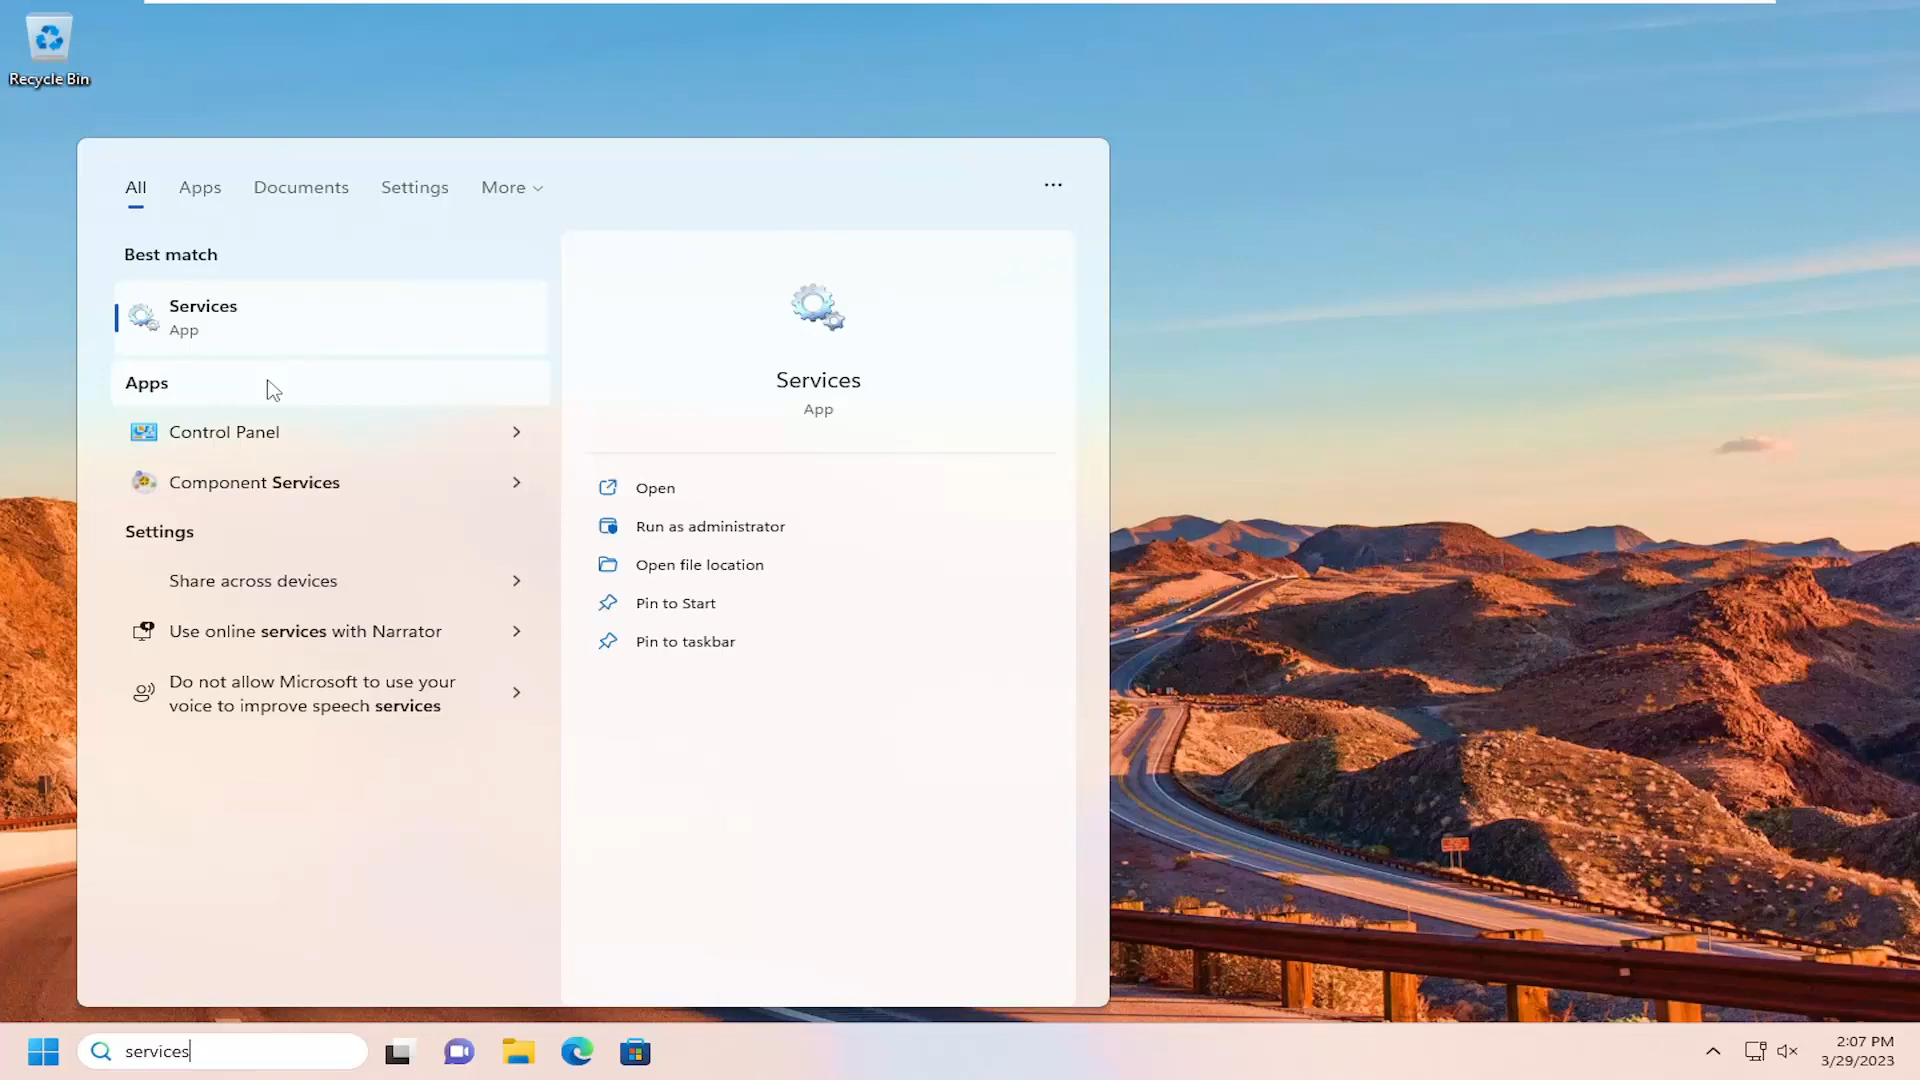 Recycle Bin
All Apps Documents Settings More ...
Best match
Services
App
Apps
Control Panel
Component Services
Settings
Share across devices
Use online services with Narrator
Do not allow Microsoft to use your
voice to improve speech services
Services
App
Open
Run as administrator
Open file location
Pin to Start
Pin to taskbar
services
2:07 PM
3/29/2023